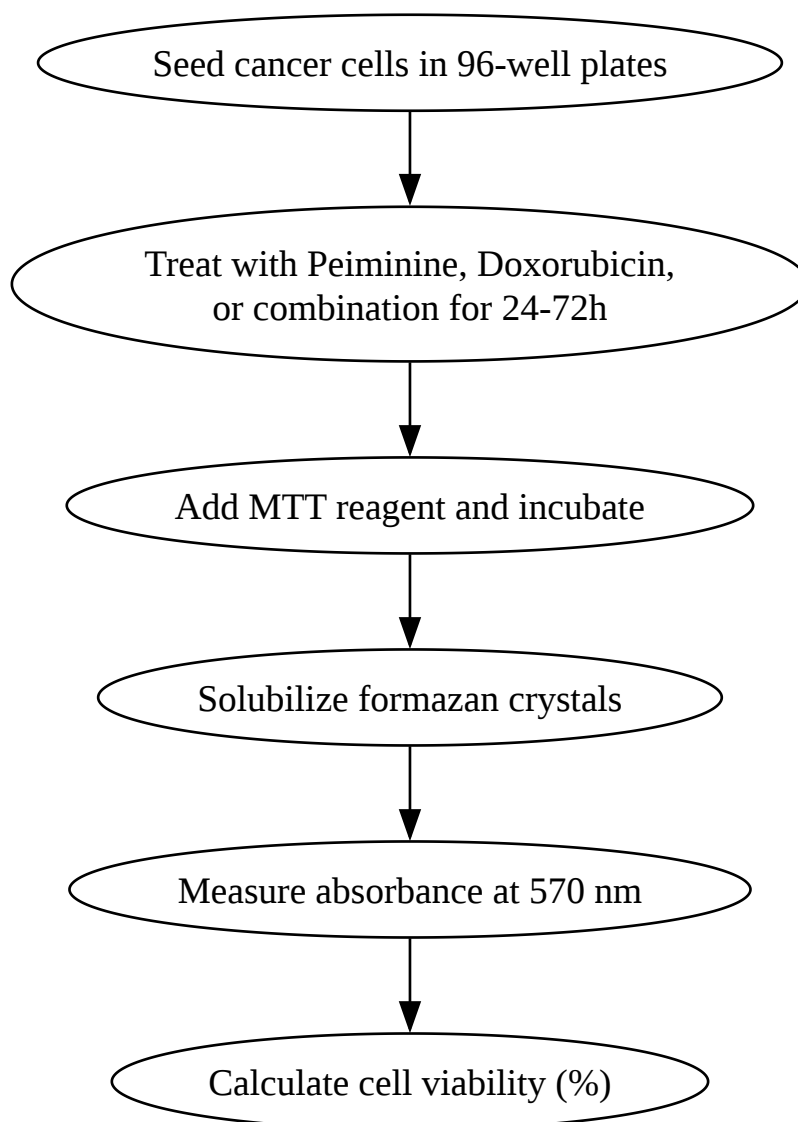 Seed cancer cells in 96-well plates
Treat with Peiminine, Doxorubicin,
or combination for 24-72h
Add MTT reagent and incubate
Solubilize formazan crystals
Measure absorbance at 570 nm
Calculate cell viability (%)